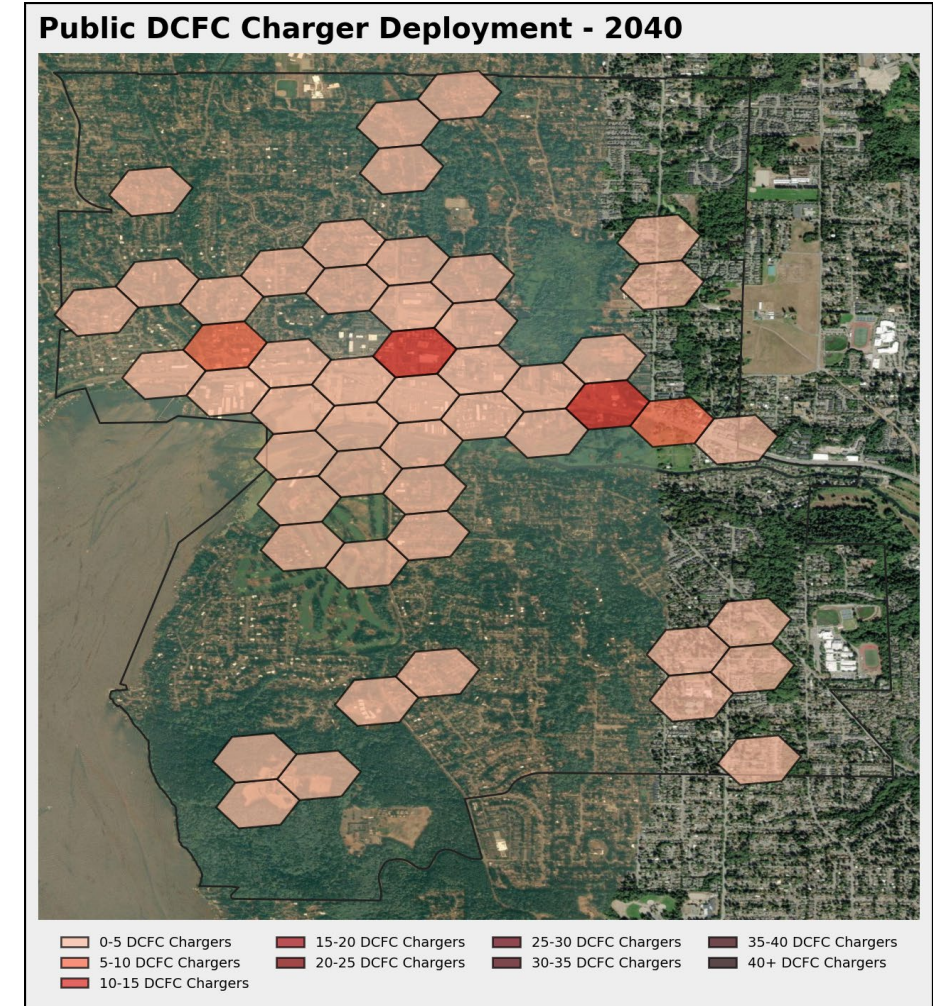 Public DCFC Charger Deployment - 2040
0-5 DCFC Chargers
5-10 DCFC Chargers
10-15 DCFC Chargers
15-20 DCFC Chargers
20-25 DCFC Chargers
25-30 DCFC Chargers
30-35 DCFC Chargers
35-40 DCFC Chargers
40+ DCFC Chargers